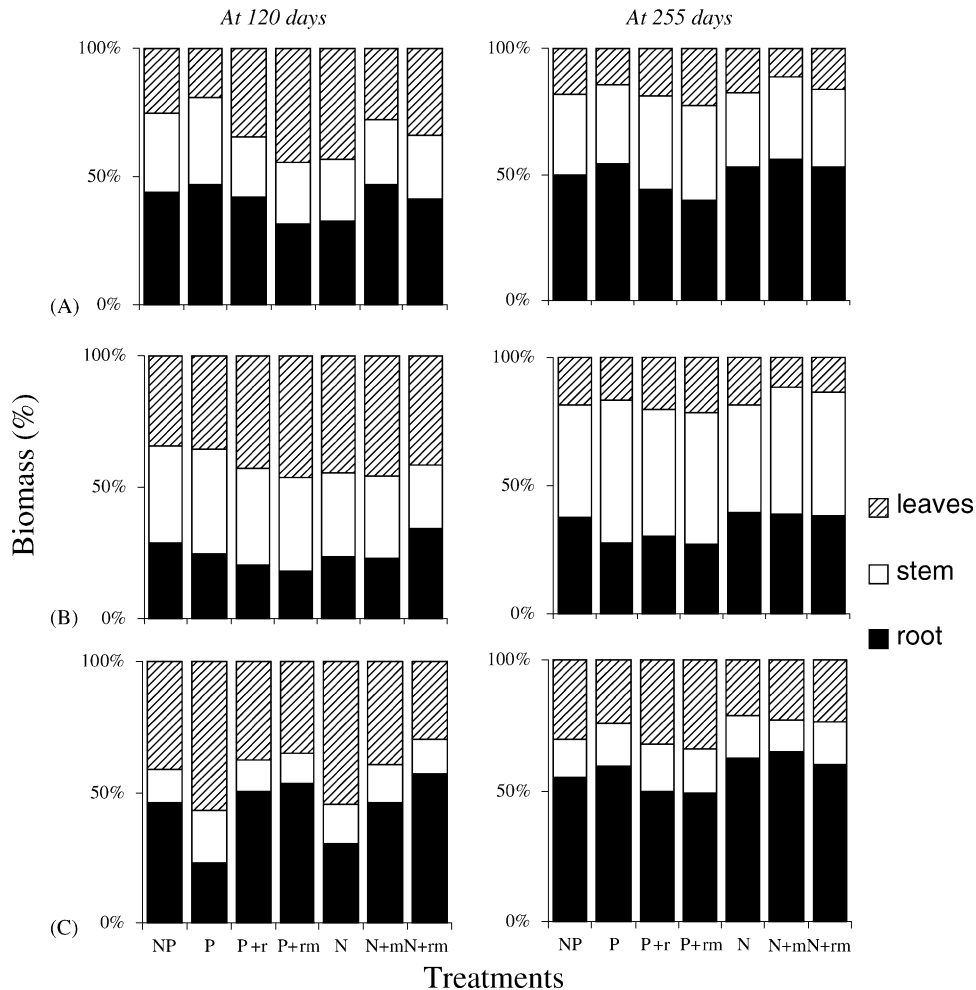 At 120 days
At 255 days
100%
50%
0%
(A)
100%
50%
0%
100%
50%
0%
(B)
100%
50%
0%
Biomass (%)
leaves
stem
root
100%
50%
0%
(C)
100%
50%
0%
NP P P+r P+rm N N+m N+rm
NP P P+r P+rm N N+m N+rm
Treatments